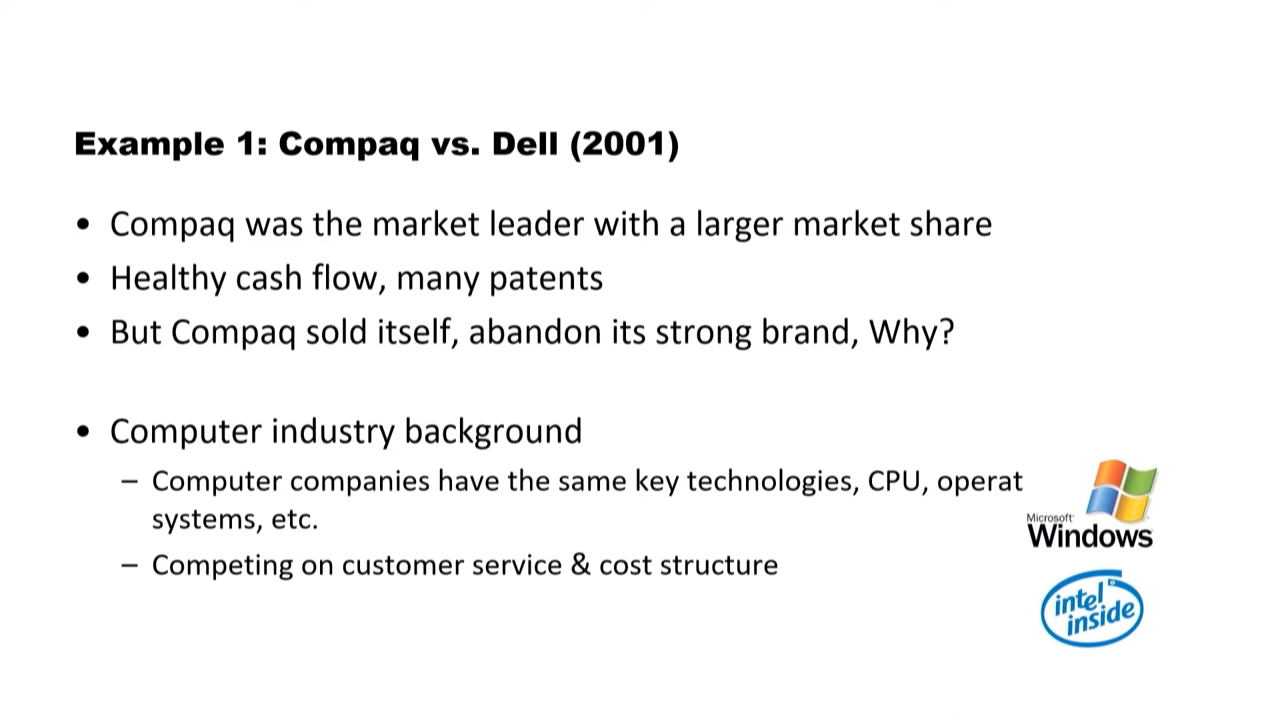 Example 1: Compaq vs. Dell (2001)
• Compaq was the market leader with a larger market share
• Healthy cash flow, many patents
• But Compaq sold itself, abandon its strong brand, Why?
• Computer industry background
– Computer companies have the same key technologies, CPU, operat
systems, etc.
– Competing on customer service & cost structure
Microsoft
Windows
intel
inside